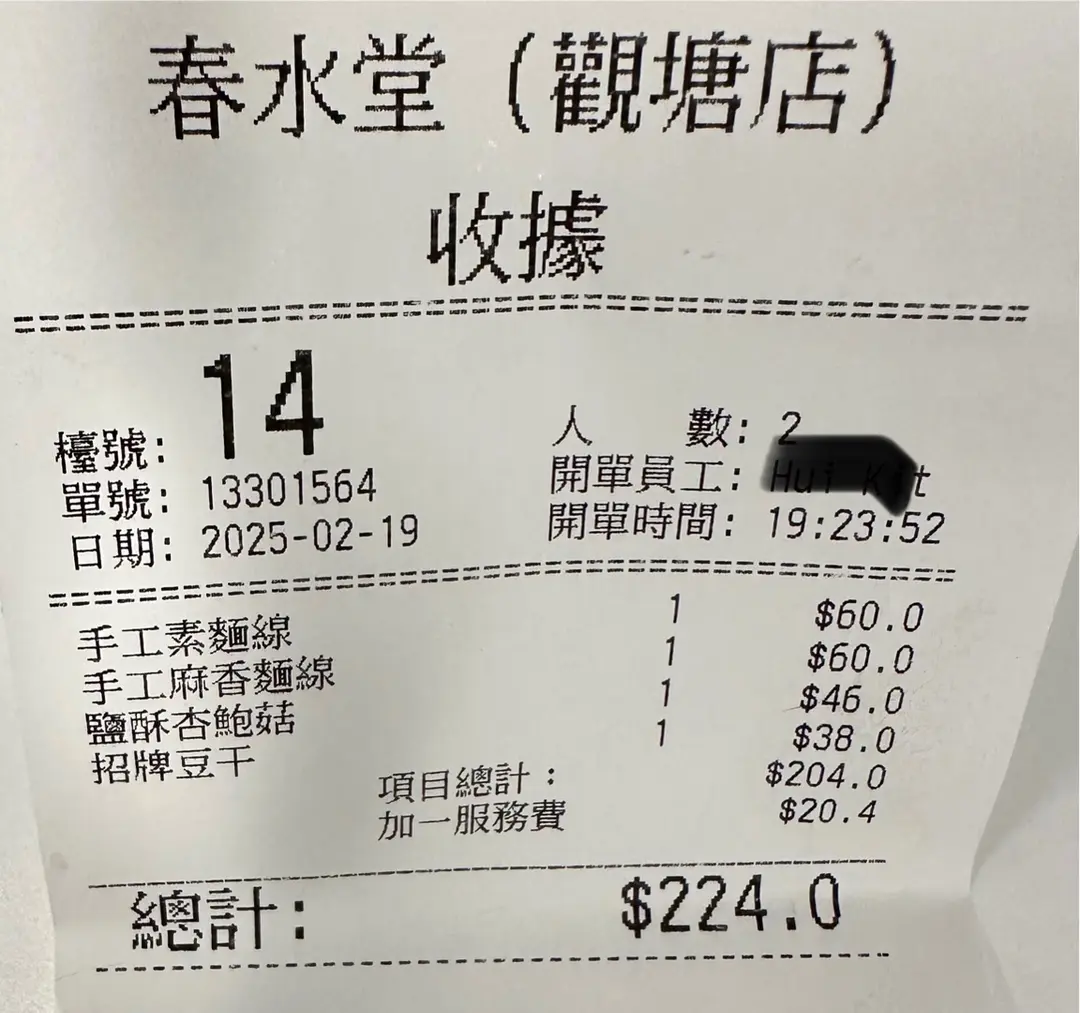 春水堂（觀塘店）
收據
檯號: 14
人 數: 2
單號: 13301564
開單員工: Hui Kit
日期: 2025-02-19
開單時間: 19:23:52
手工素麵線 1 $60.0
手工麻香麵線 1 $60.0
鹽酥杏鮑菇 1 $46.0
招牌豆干 1 $38.0
項目總計： $204.0
加一服務費 $20.4
總計: $224.0